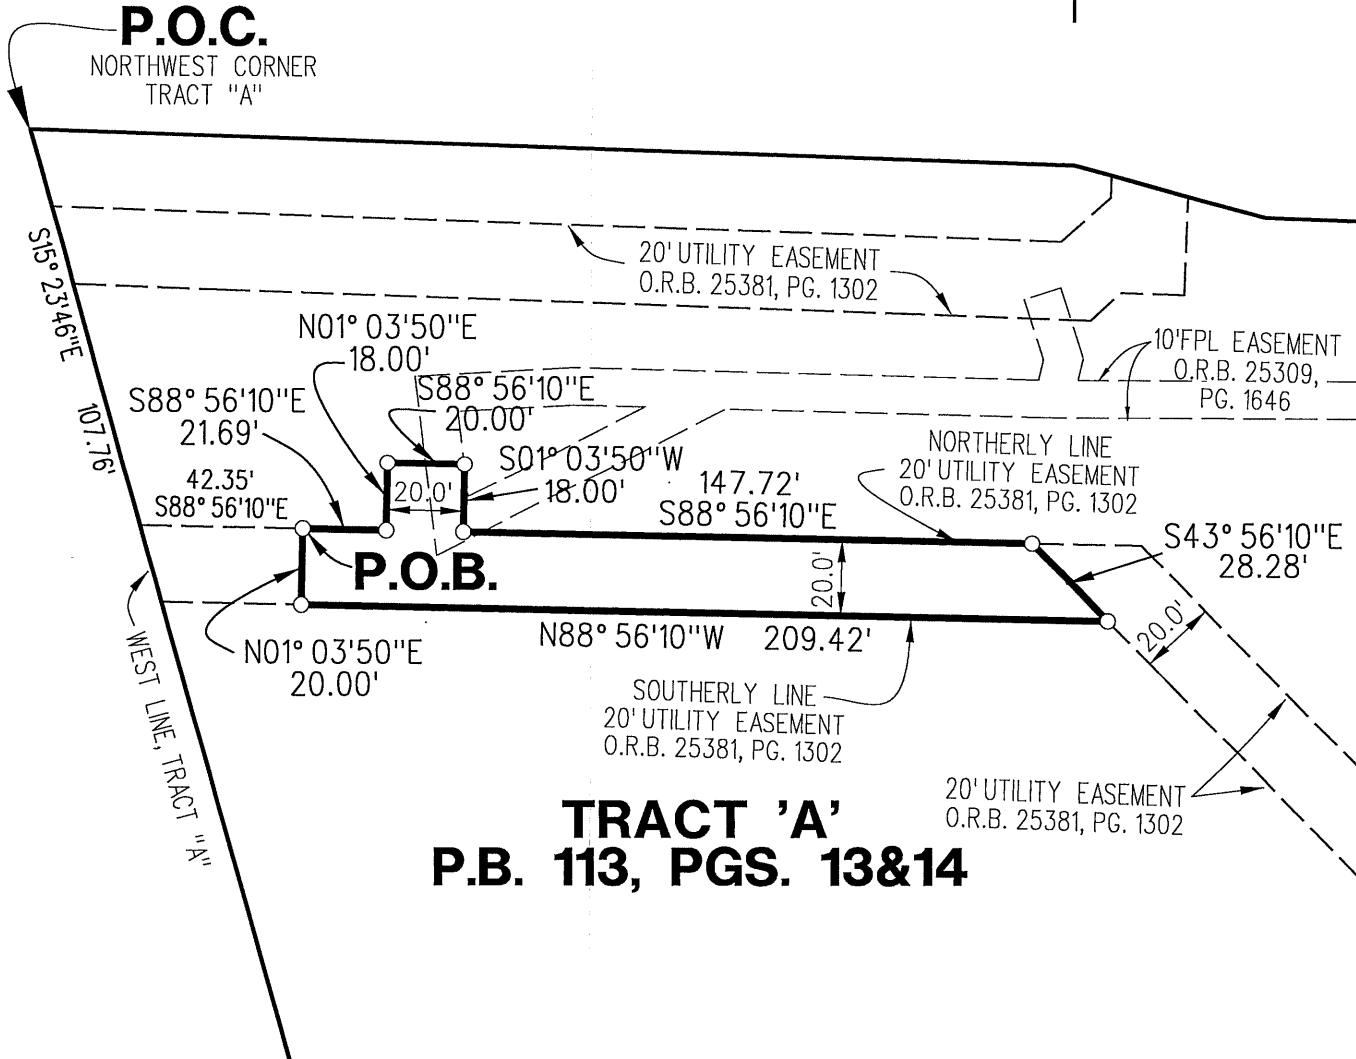 P.O.C.
NORTHWEST CORNER
TRACT "A"
20' UTILITY EASEMENT
O.R.B. 25381, PG. 1302
S15° 23'46"E 107.76'
N01° 03'50"E
18.00'
10'FPL EASEMENT
O.R.B. 25309,
PG. 1646
S88° 56'10"E
20.00'
S88° 56'10"E
21.69'
NORTHERLY LINE
20' UTILITY EASEMENT
O.R.B. 25381, PG. 1302
S01° 03'50"W
18.00'
42.35'
S88° 56'10"E
20.0'
147.72'
S88° 56'10"E
S43° 56'10"E
28.28'
P.O.B.
20.0'
20.0'
N88° 56'10"W 209.42'
N01° 03'50"E
20.00'
WEST LINE, TRACT "A"
SOUTHERLY LINE
20' UTILITY EASEMENT
O.R.B. 25381, PG. 1302
20' UTILITY EASEMENT
O.R.B. 25381, PG. 1302
TRACT 'A'
P.B. 113, PGS. 13&14